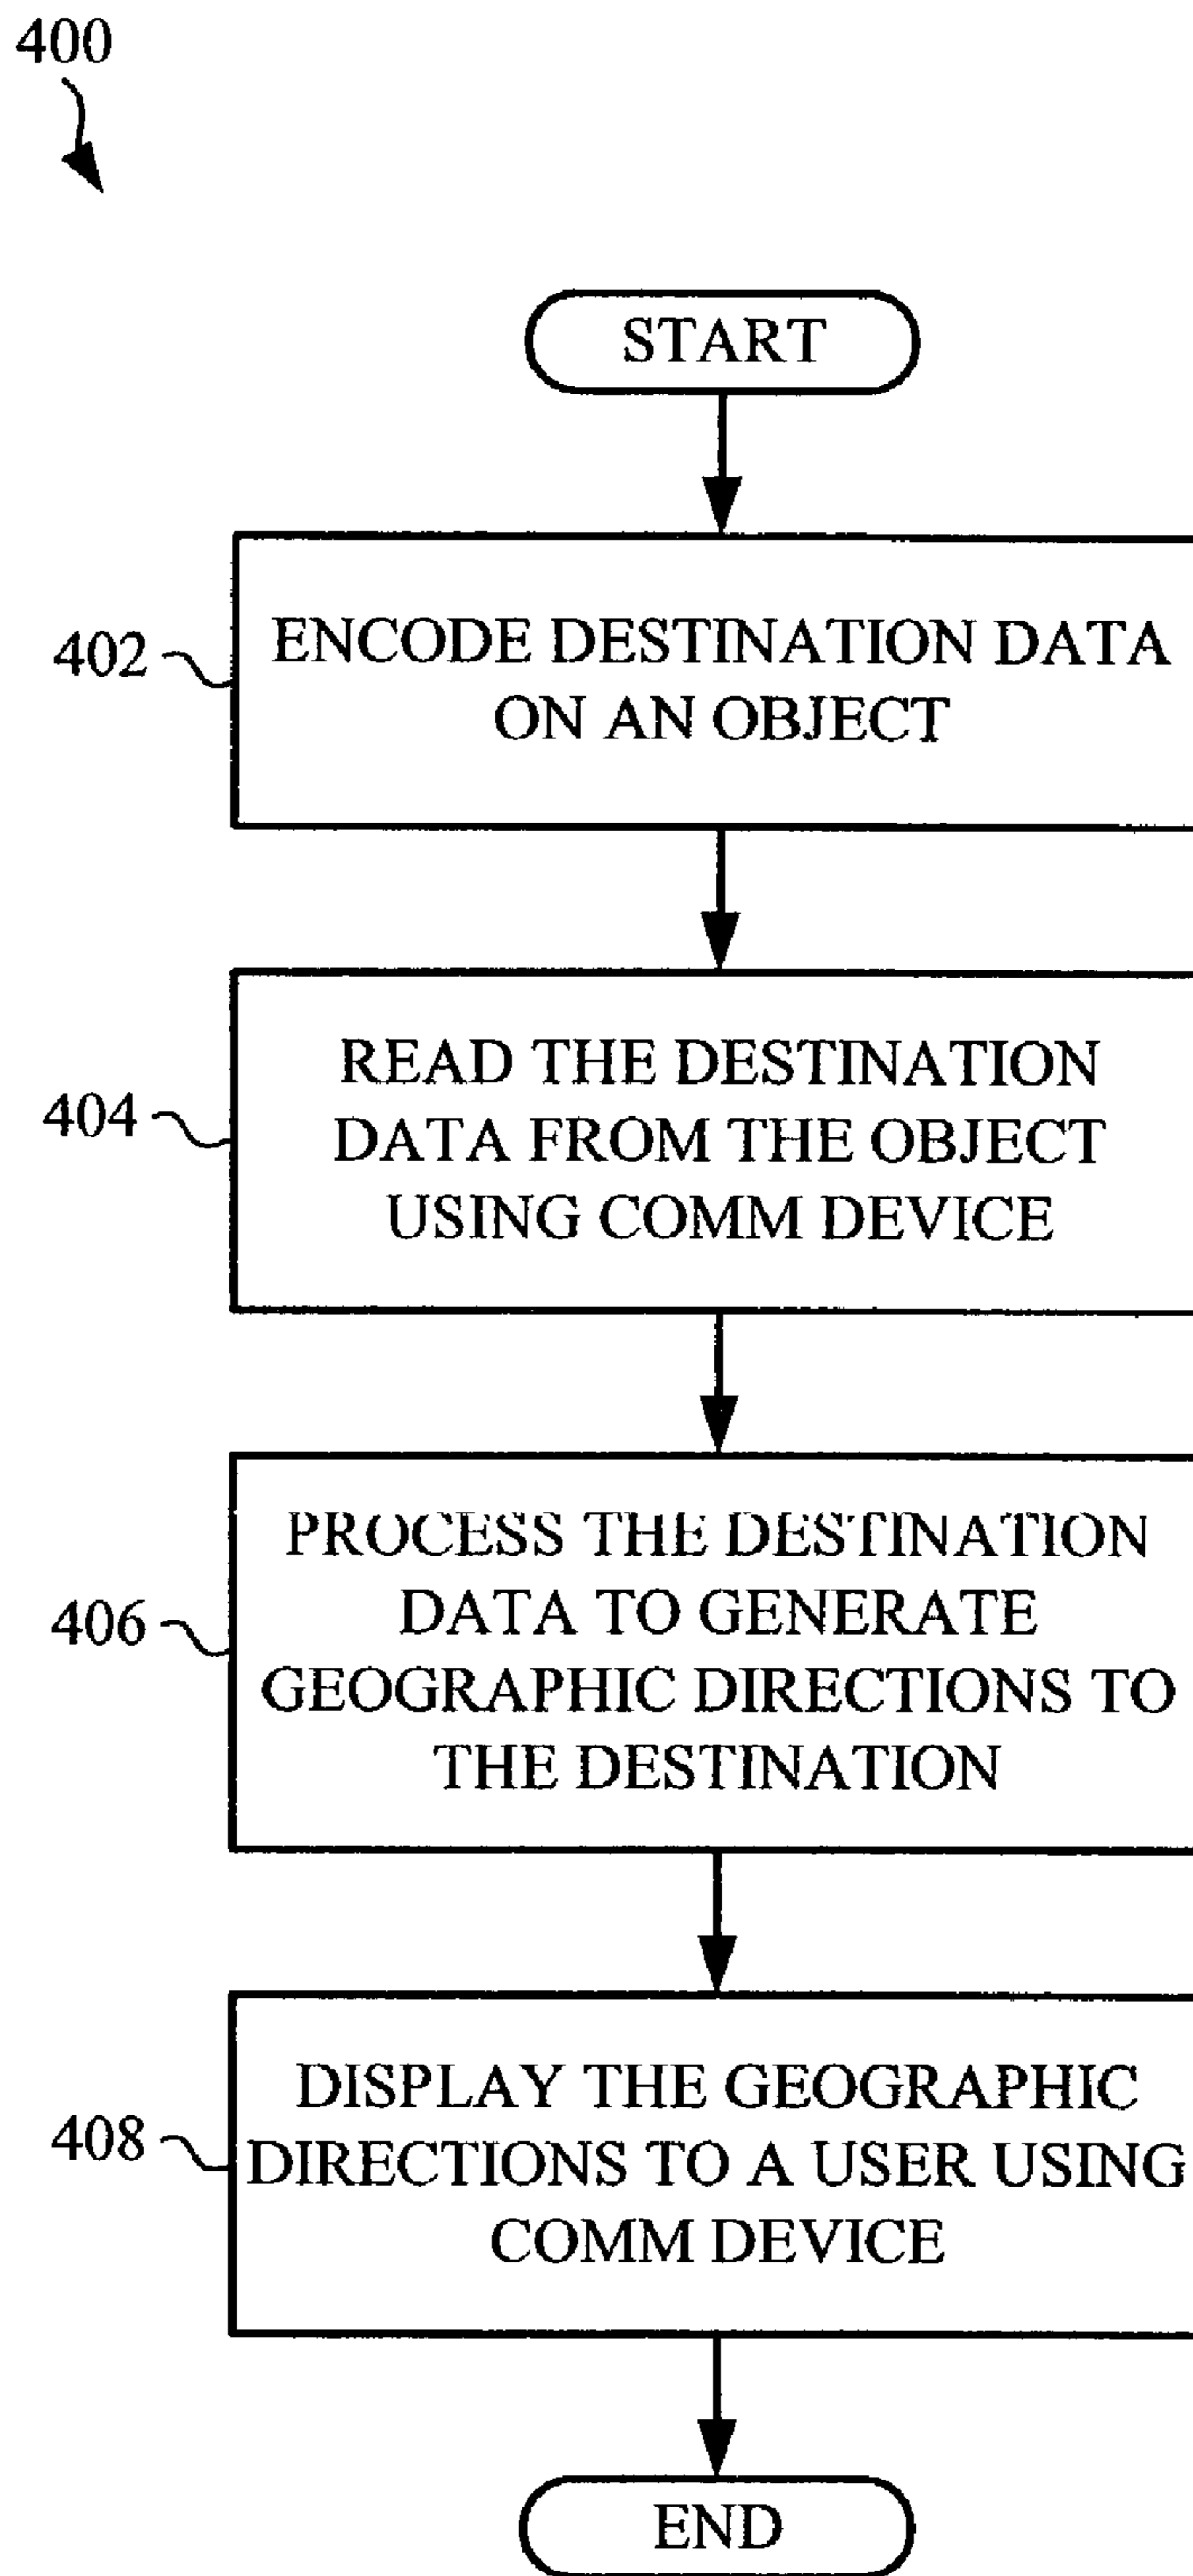 400
START
402
ENCODE DESTINATION DATA
ON AN OBJECT
404
READ THE DESTINATION
DATA FROM THE OBJECT
USING COMM DEVICE
406
PROCESS THE DESTINATION
DATA TO GENERATE
GEOGRAPHIC DIRECTIONS TO
THE DESTINATION
408
DISPLAY THE GEOGRAPHIC
DIRECTIONS TO A USER USING
COMM DEVICE
END